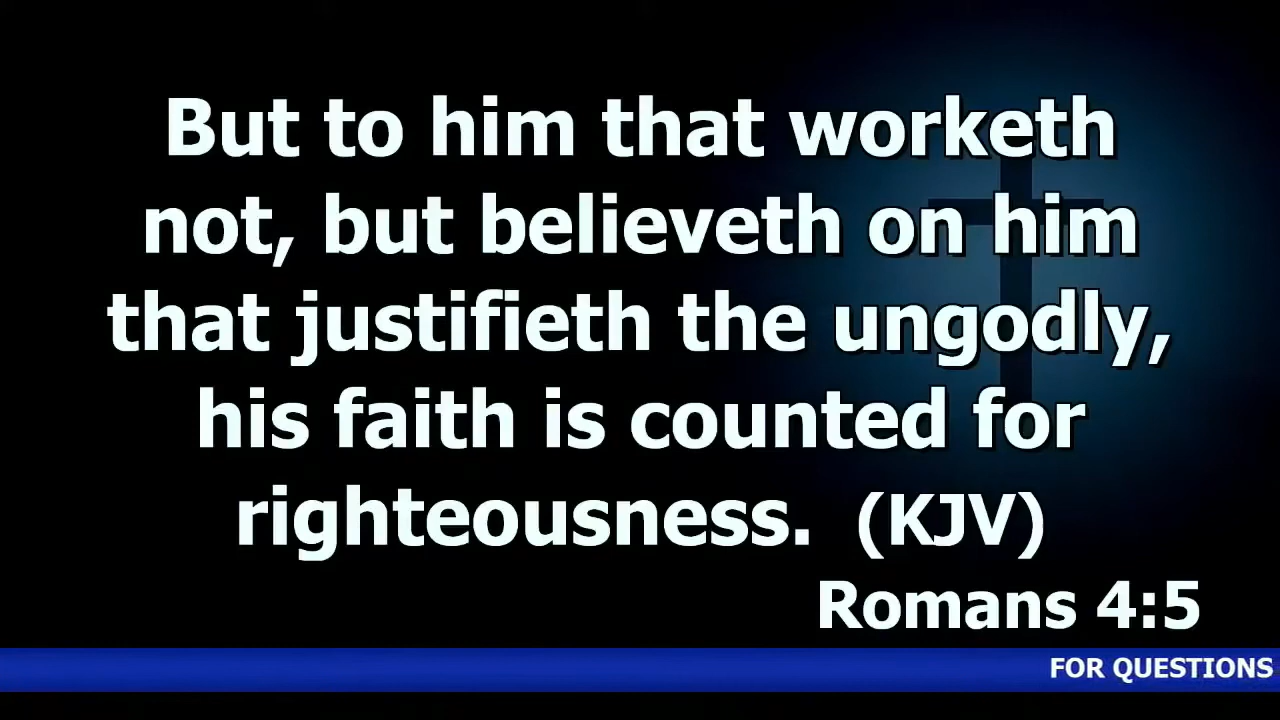 But to him that worketh
not, but believeth on him
that justifieth the ungodly,
his faith is counted for
righteousness. (KJV)
Romans 4:5
FOR QUESTIONS